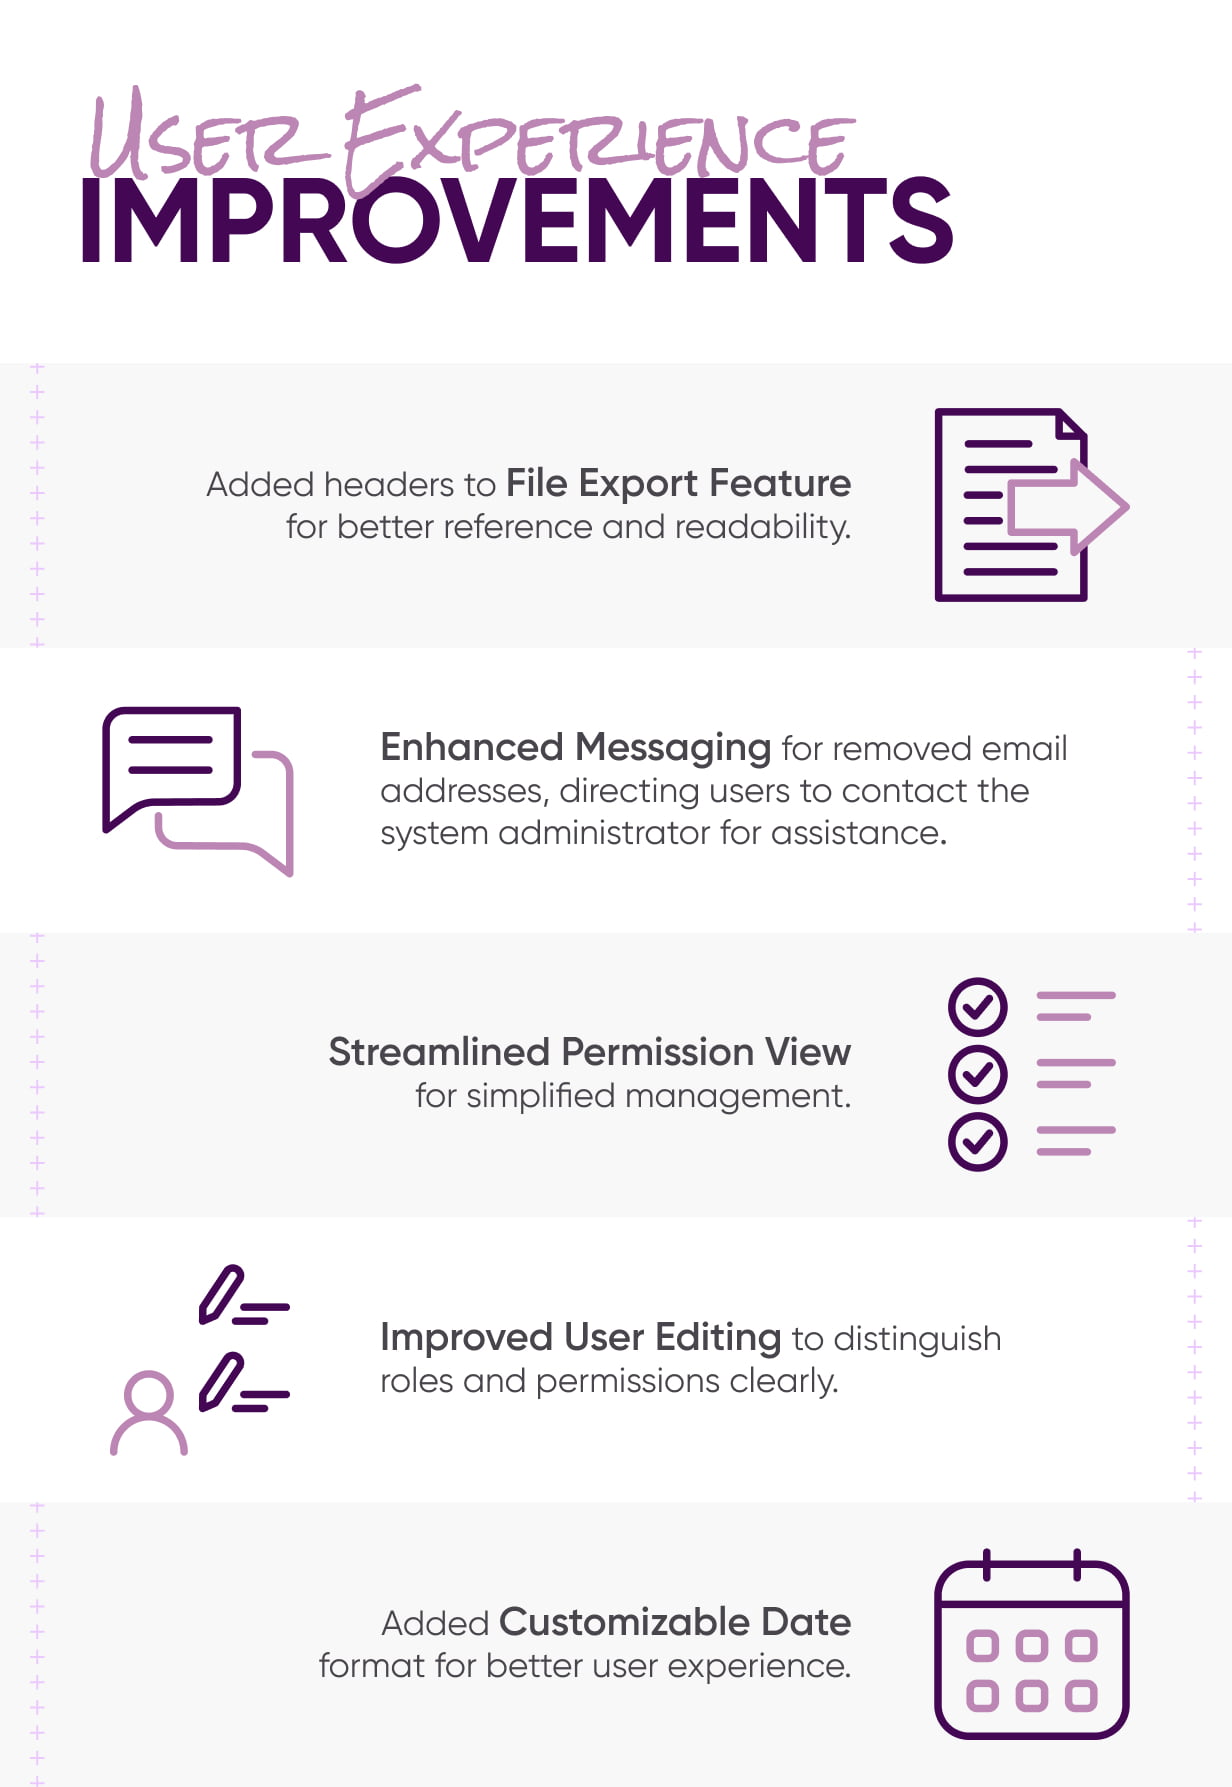 User Experience
IMPROVEMENTS
Added headers to File Export Feature
for better reference and readability.
Enhanced Messaging for removed email
addresses, directing users to contact the
system administrator for assistance.
Streamlined Permission View
for simplified management.
Improved User Editing to distinguish
roles and permissions clearly.
Added Customizable Date
format for better user experience.